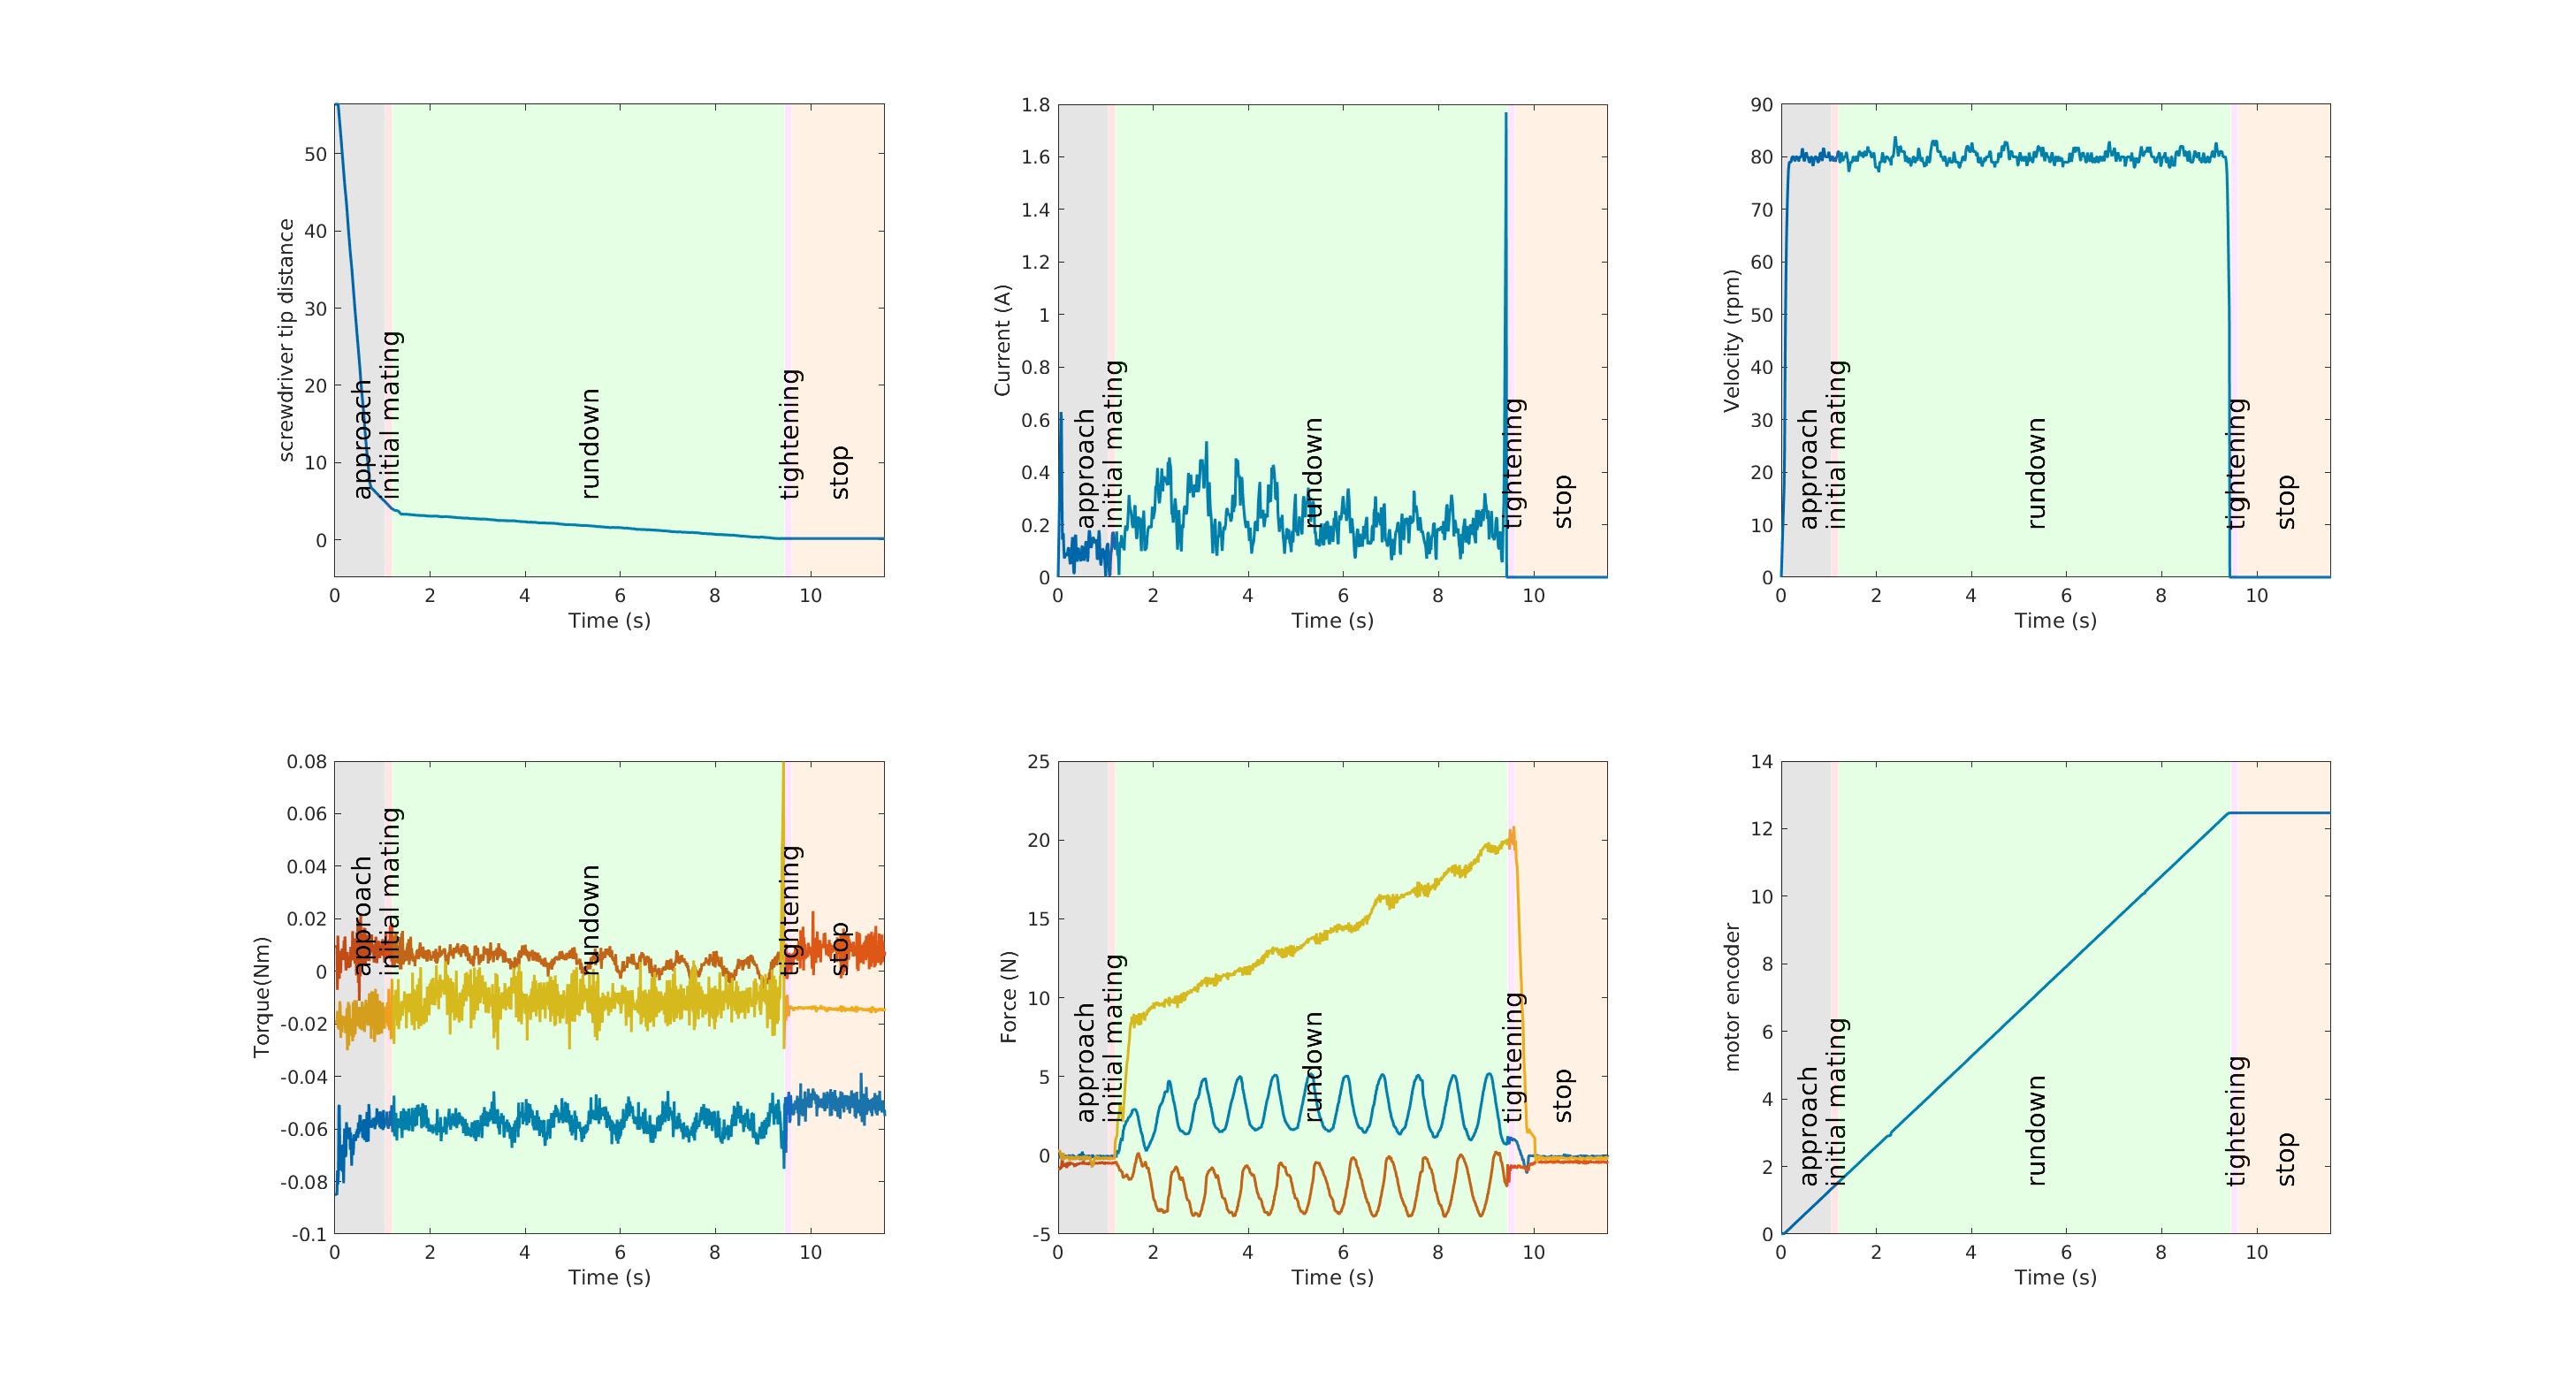 screwdriver tip distance
50
40
30
20
10
0
approach
initial mating
rundown
tightening
stop
0 2 4 6 8 10
Time (s)
Current (A)
1.8
1.6
1.4
1.2
1
0.8
0.6
0.4
0.2
0
approach
initial mating
rundown
tightening
stop
0 2 4 6 8 10
Time (s)
Velocity (rpm)
90
80
70
60
50
40
30
20
10
0
approach
initial mating
rundown
tightening
stop
0 2 4 6 8 10
Time (s)
Torque(Nm)
0.08
0.06
0.04
0.02
0
-0.02
-0.04
-0.06
-0.08
-0.1
approach
initial mating
rundown
tightening
stop
0 2 4 6 8 10
Time (s)
Force (N)
25
20
15
10
5
0
-5
approach
initial mating
rundown
tightening
stop
0 2 4 6 8 10
Time (s)
motor encoder
14
12
10
8
6
4
2
0
approach
initial mating
rundown
tightening
stop
0 2 4 6 8 10
Time (s)